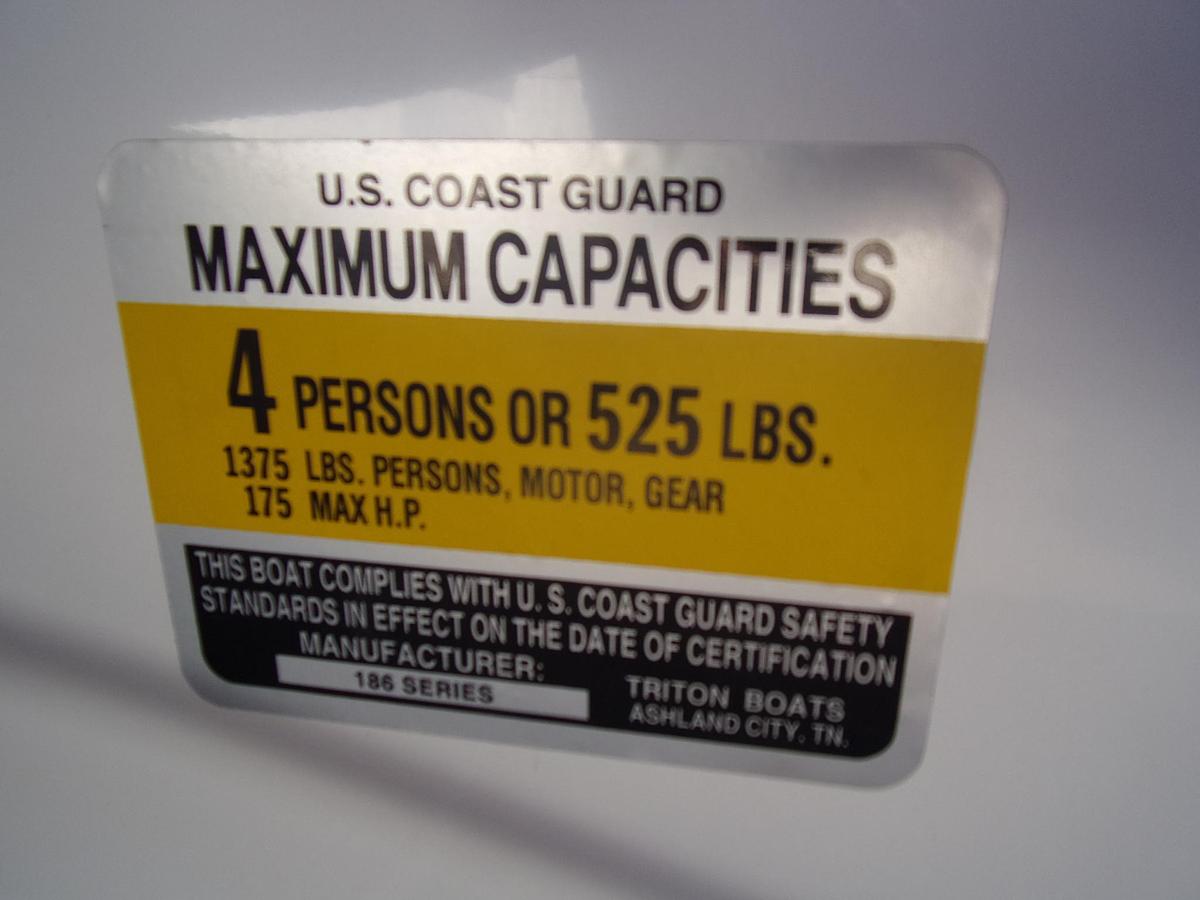 U.S. COAST GUARD
MAXIMUM CAPACITIES
4 PERSONS OR 525 LBS.
1375 LBS. PERSONS, MOTOR, GEAR
175 MAX H.P.
THIS BOAT COMPLIES WITH U. S. COAST GUARD SAFETY
STANDARDS IN EFFECT ON THE DATE OF CERTIFICATION
MANUFACTURER:
186 SERIES
TRITON BOATS
ASHLAND CITY, TN.